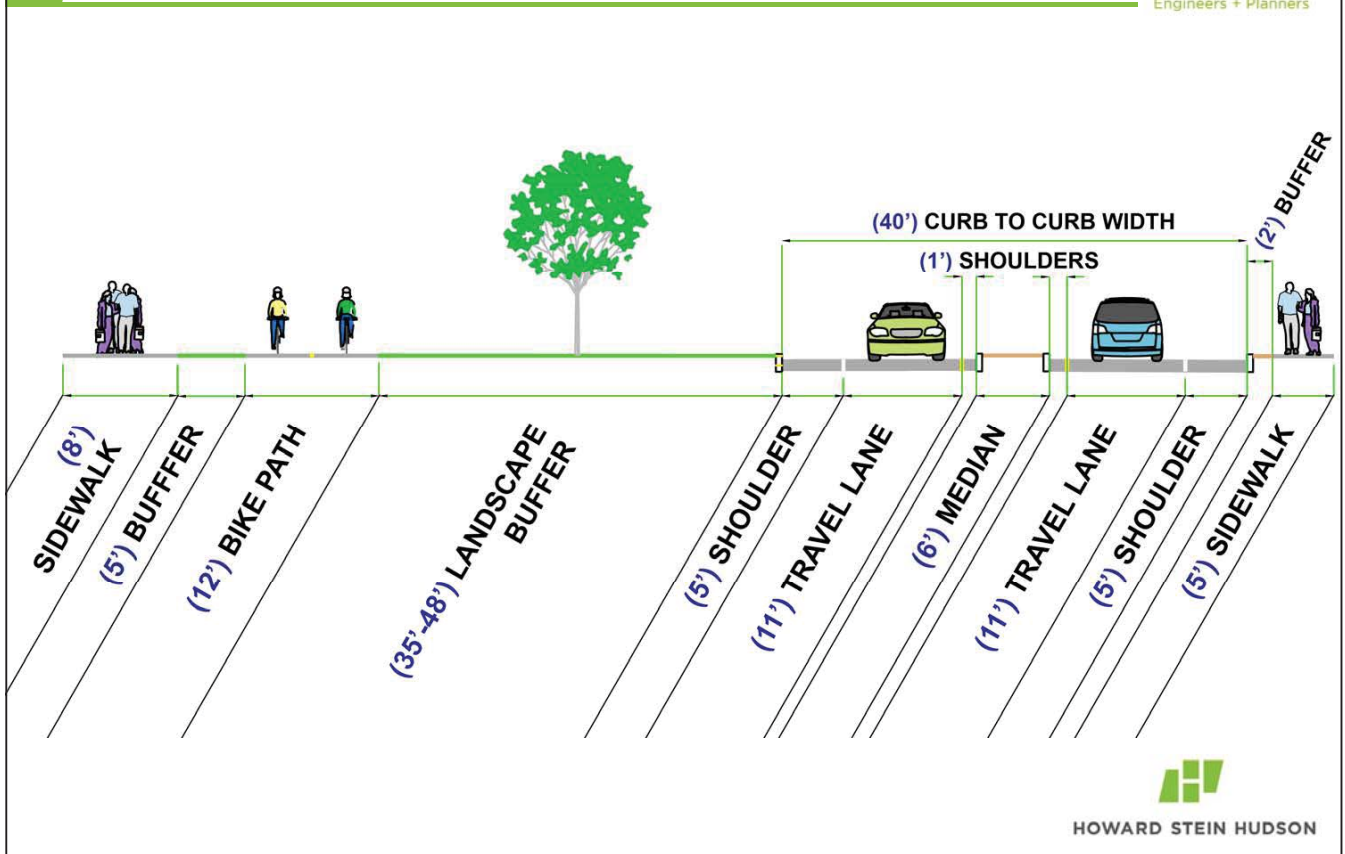 Engineers + Planners
(2') BUFFER
(40') CURB TO CURB WIDTH
(1') SHOULDERS
(8')
SIDEWALK
(5') BUFFFER
(12') BIKE PATH
(35'-48') LANDSCAPE
BUFFER
(5') SHOULDER
(11') TRAVEL LANE
(6') MEDIAN
(11') TRAVEL LANE
(5') SHOULDER
(5') SIDEWALK
HOWARD STEIN HUDSON